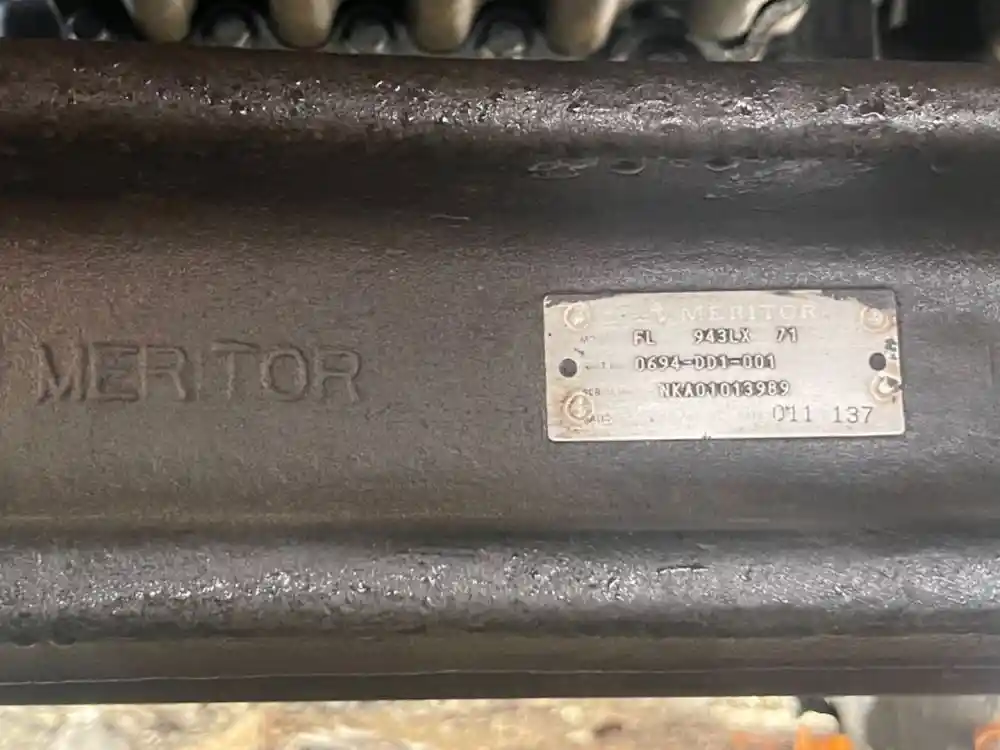 MERITOR
MERITOR
FL 943LX 71
0694-DD1-001
NKA01013989
011 137